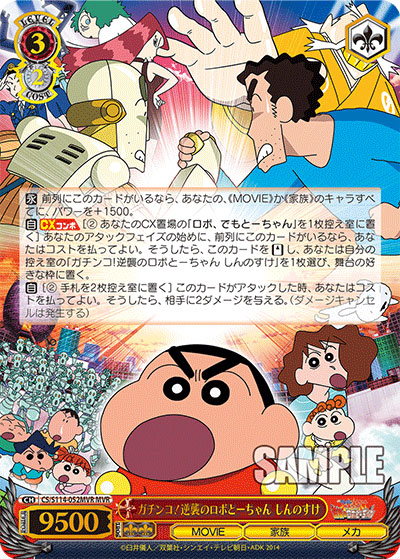 LEVEL
3
2
COST
永 前列にこのカードがいるなら、あなたの、《MOVIE》か《家族》のキャラすべてに、パワーを+1500。
自 CXコンボ [② あなたのCX置場の「ロボ、でもとーちゃん」を1枚控え室に置く] あなたのアタックフェイズの始めに、前列にこのカードがいるなら、あなたはコストを払ってよい。そうしたら、このカードを し、あなたは自分の控え室の「ガチンコ!逆襲のロボとーちゃん しんのすけ」を1枚選び、舞台の好きな枠に置く。
自 [② 手札を2枚控え室に置く] このカードがアタックした時、あなたはコストを払ってよい。そうしたら、相手に2ダメージを与える。(ダメージキャンセルは発生する)
SAMPLE
CH CS/S114-052MVR MVR
ガチンコ!逆襲のロボとーちゃん しんのすけ
POWER
9500
MOVIE
家族
メカ
©臼井儀人/双葉社・シンエイ・テレビ朝日・ADK 2014